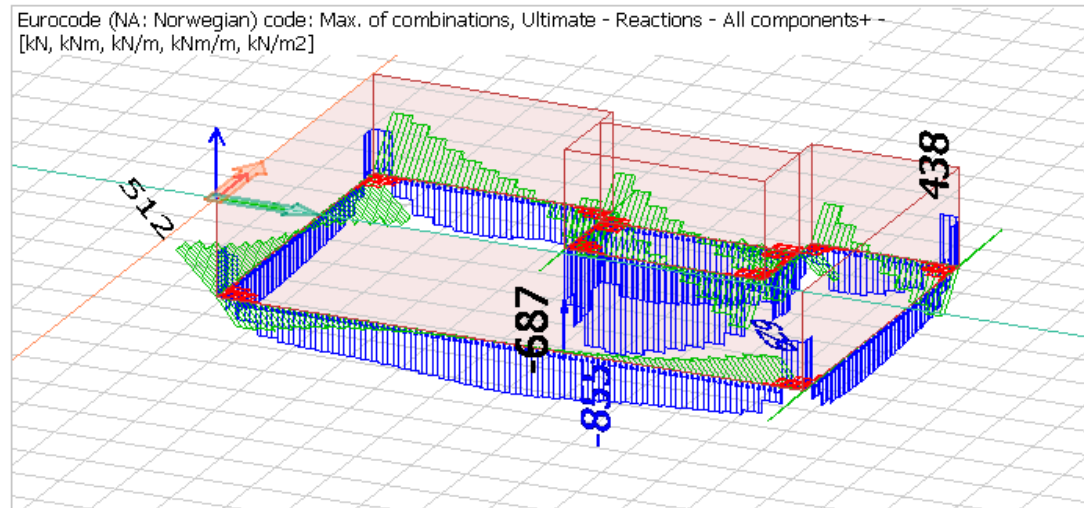 Eurocode (NA: Norwegian) code: Max. of combinations, Ultimate - Reactions - All components+ -
[kN, kNm, kN/m, kNm/m, kN/m2]
438
512
-687
-855